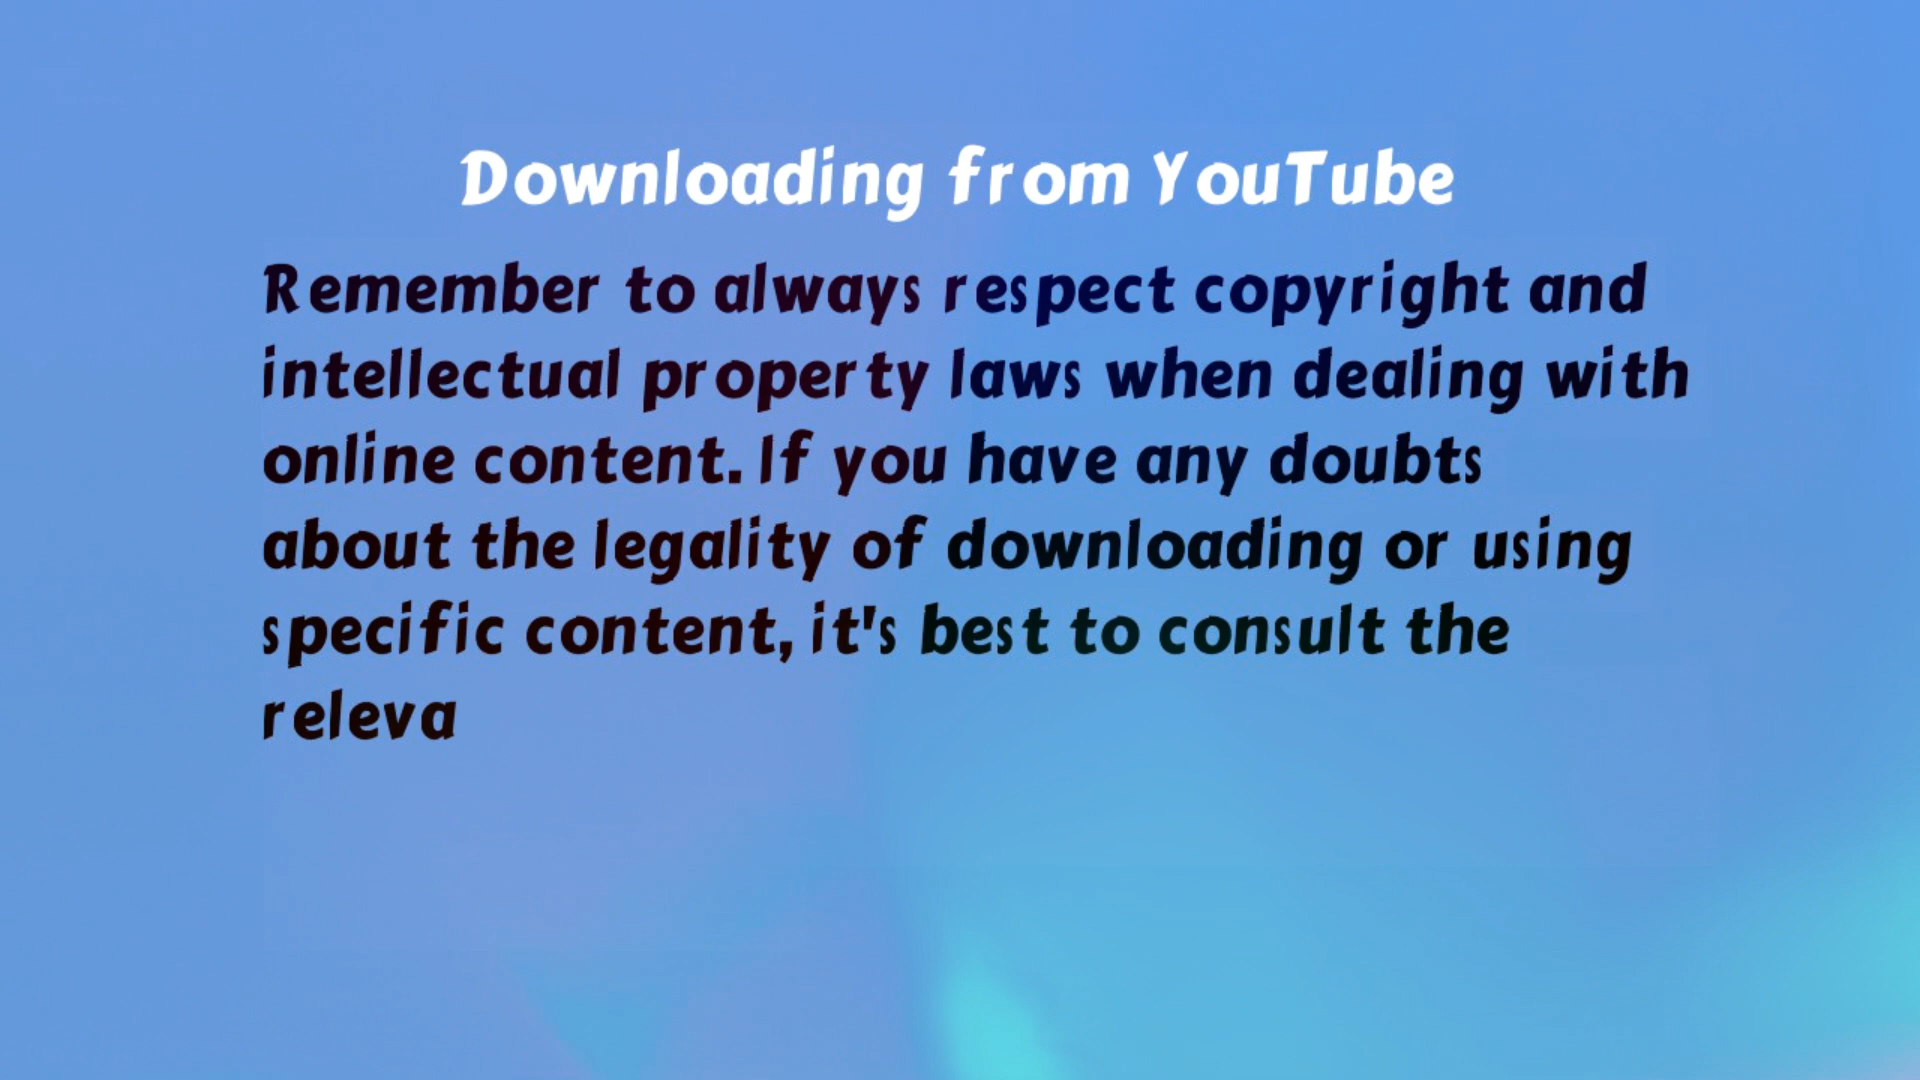 Downloading from YouTube
Remember to always respect copyright and
intellectual property laws when dealing with
online content. If you have any doubts
about the legality of downloading or using
specific content, it's best to consult the
releva